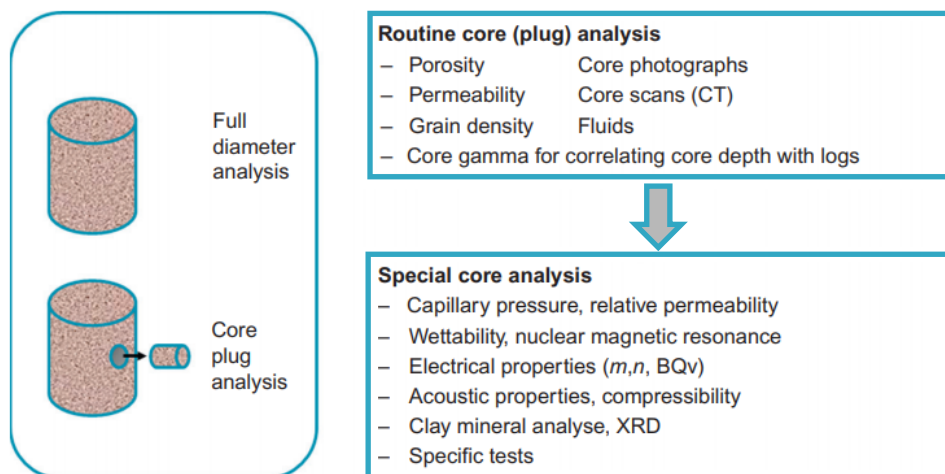 Full
diameter
analysis
Core
plug
analysis
Routine core (plug) analysis
– Porosity Core photographs
– Permeability Core scans (CT)
– Grain density Fluids
– Core gamma for correlating core depth with logs
Special core analysis
– Capillary pressure, relative permeability
– Wettability, nuclear magnetic resonance
– Electrical properties (m,n, BQv)
– Acoustic properties, compressibility
– Clay mineral analyse, XRD
– Specific tests